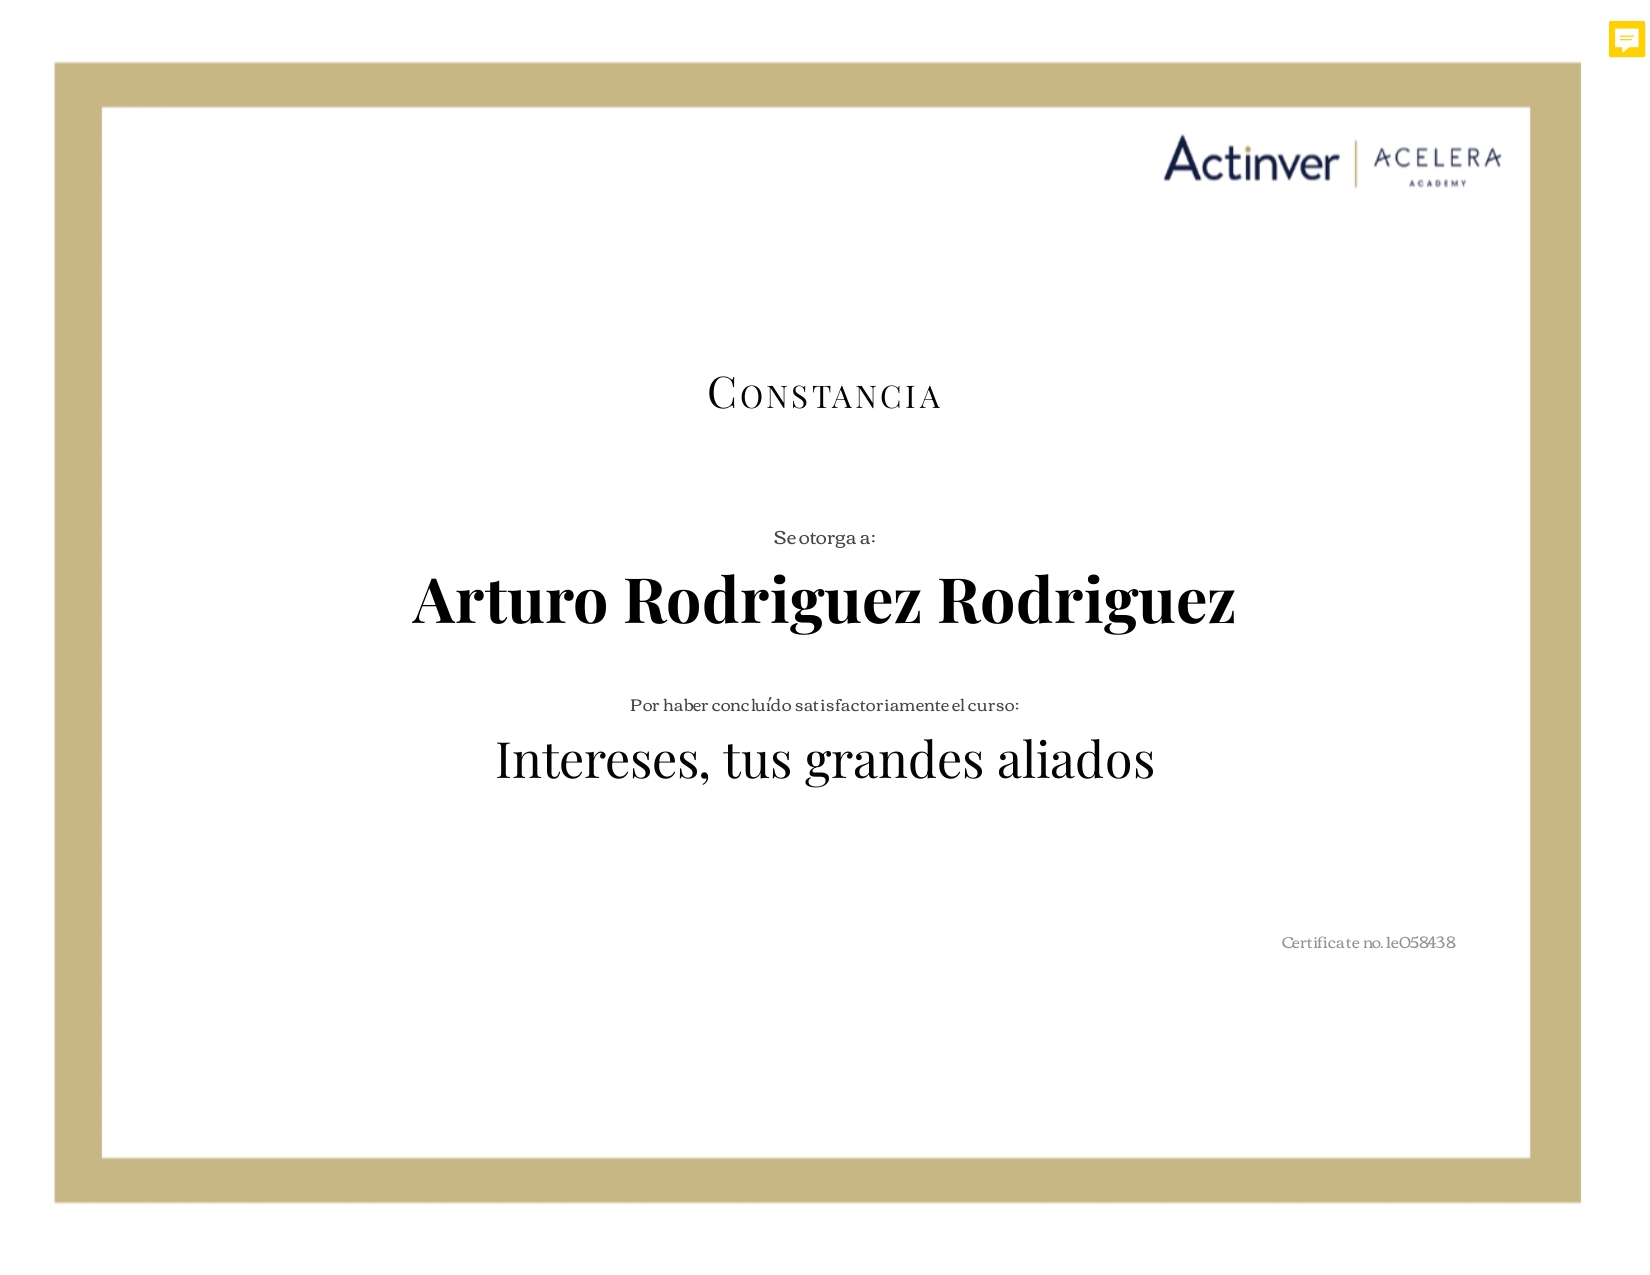 Actinver | ACELERA
ACADEMY
CONSTANCIA
Se otorga a:
Arturo Rodriguez Rodriguez
Por haber concluído satisfactoriamente el curso:
Intereses, tus grandes aliados
Certificate no. 1e058438